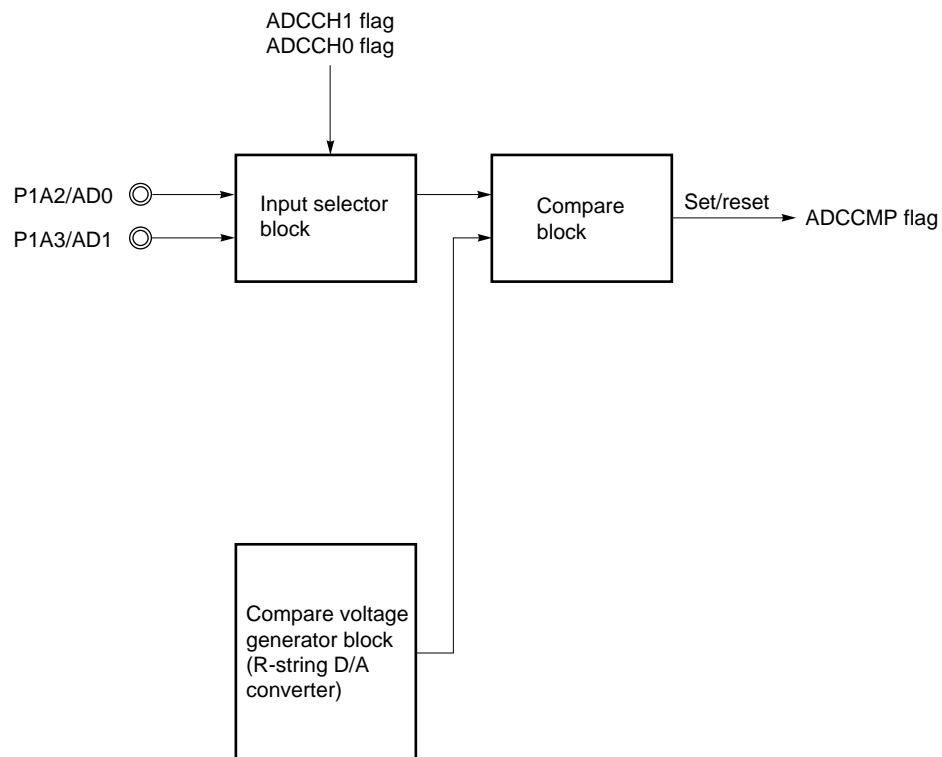 ADCCH1 flag
ADCCH0 flag
P1A2/AD0
P1A3/AD1
Input selector
block
Compare
block
Set/reset
ADCCMP flag
Compare voltage
generator block
(R-string D/A
converter)